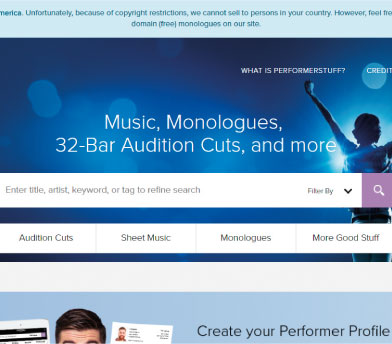 merica. Unfortunately, because of copyright restrictions, we cannot sell to persons in your country. However, feel fre
domain (free) monologues on our site.
WHAT IS PERFORMERSTUFF? CREDIT
Music, Monologues,
32-Bar Audition Cuts, and more
Enter title, artist, keyword, or tag to refine search Filter By
Audition Cuts Sheet Music Monologues More Good Stuff
Create your Performer Profile